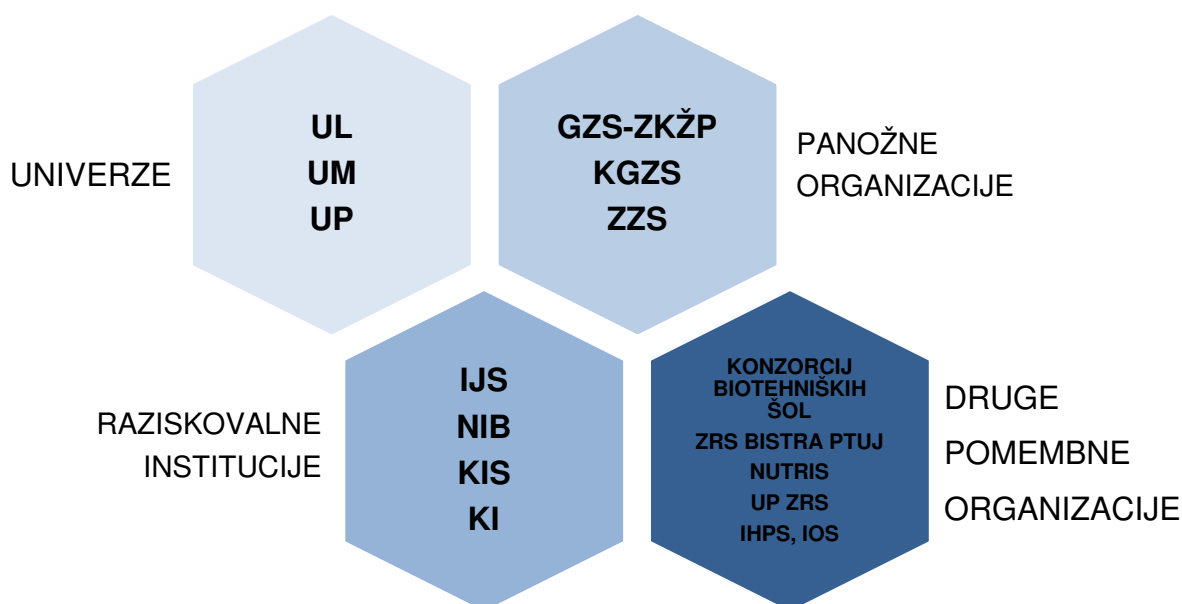 UNIVERZE
UL
UM
UP
GZS-ZKŽP
KGZS
ZZS
PANOŽNE
ORGANIZACIJE
RAZISKOVALNE
INSTITUCIJE
IJS
NIB
KIS
KI
KONZORCIJ
BIOTEHNIŠKIH
ŠOL
ZRS BISTRA PTUJ
NUTRIS
UP ZRS
IHPS, IOS
DRUGE
POMEMBNE
ORGANIZACIJE